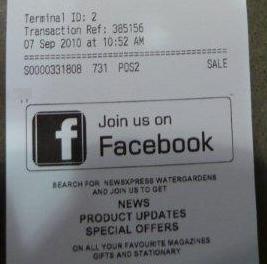 Terminal ID: 2
Transaction Ref: 385156
07 Sep 2010 at 10:52 AM
S0000331808 731 POS2 SALE
f Join us on
Facebook
SEARCH FOR NEWSXPRESS WATERGARDENS
AND JOIN US TO GET
NEWS
PRODUCT UPDATES
SPECIAL OFFERS
ON ALL YOUR FAVOURITE MAGAZINES
GIFTS AND STATIONARY